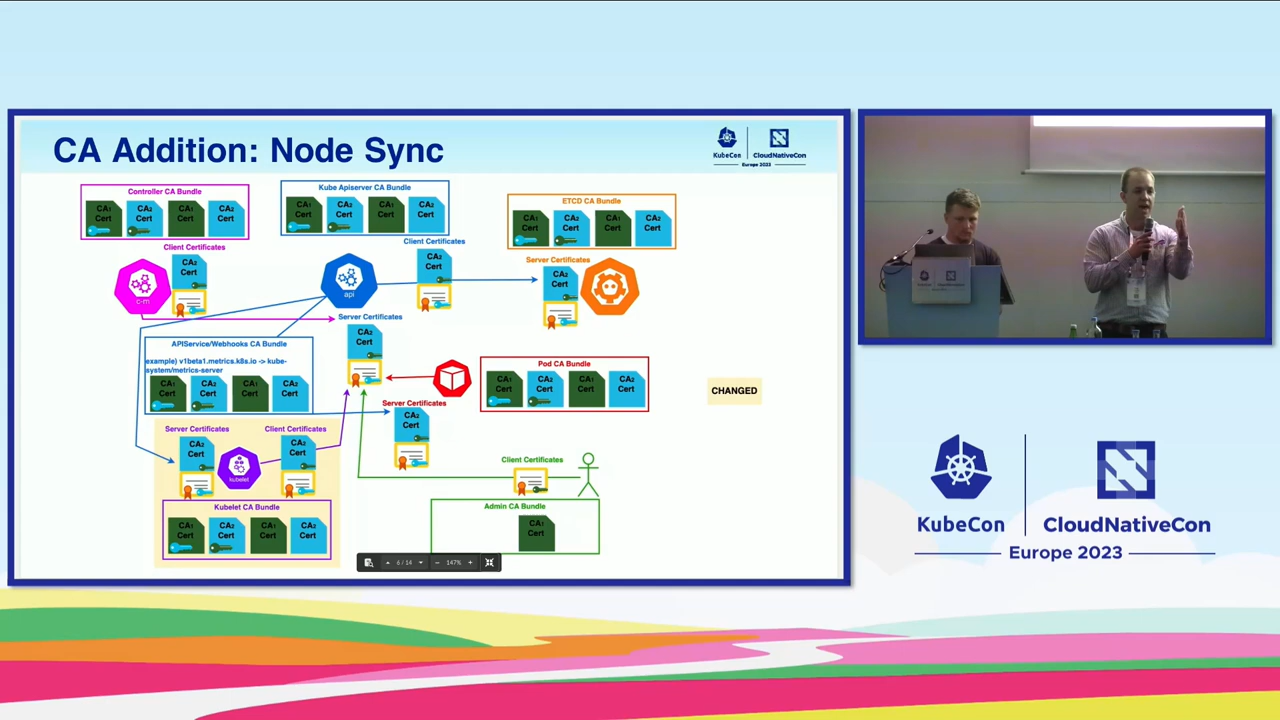 CA Addition: Node Sync
KubeCon
CloudNativeCon
Europe 2023
Controller CA Bundle
CA₁ Cert
CA₂ Cert
CA₁ Cert
CA₂ Cert
Kube Apiserver CA Bundle
CA₁ Cert
CA₂ Cert
CA₁ Cert
CA₂ Cert
ETCD CA Bundle
CA₁ Cert
CA₂ Cert
CA₁ Cert
CA₂ Cert
Client Certificates
CA₂ Cert
c-m
api
Client Certificates
CA₂ Cert
Server Certificates
CA₂ Cert
Server Certificates
CA₂ Cert
APIService/Webhooks CA Bundle
example) v1beta1.metrics.k8s.io -> kube-
system/metrics-server
CA₁ Cert
CA₂ Cert
CA₁ Cert
CA₂ Cert
Pod CA Bundle
CA₁ Cert
CA₂ Cert
CA₁ Cert
CA₂ Cert
CHANGED
Server Certificates
CA₂ Cert
Server Certificates
CA₂ Cert
Client Certificates
CA₂ Cert
kubelet
Client Certificates
Kubelet CA Bundle
CA₁ Cert
CA₂ Cert
CA₁ Cert
CA₂ Cert
Admin CA Bundle
CA₁ Cert
6 / 14
147%
KubeCon
CloudNativeCon
Europe 2023